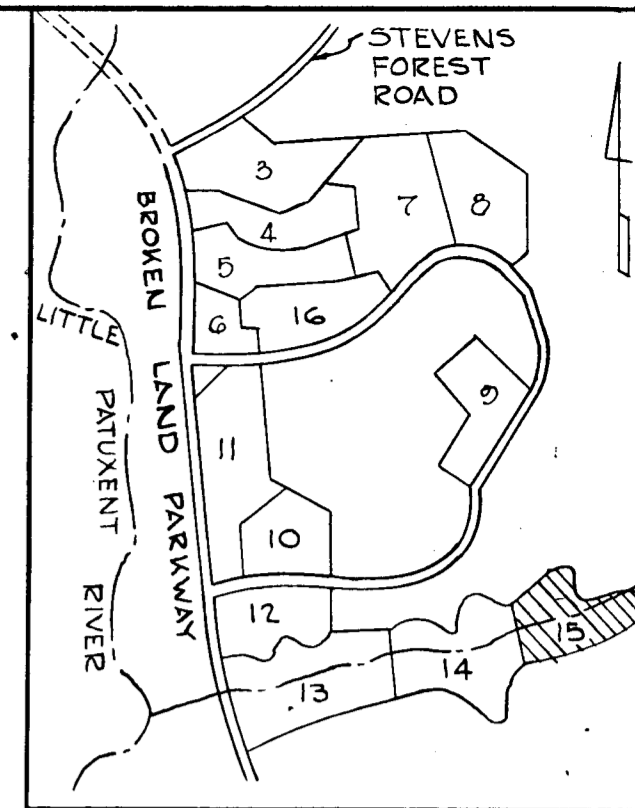 STEVENS
FOREST
ROAD
3
7
8
4
5
6
16
BROKEN LAND PARKWAY
LITTLE
PATUXENT
RIVER
9
11
10
12
15
14
13